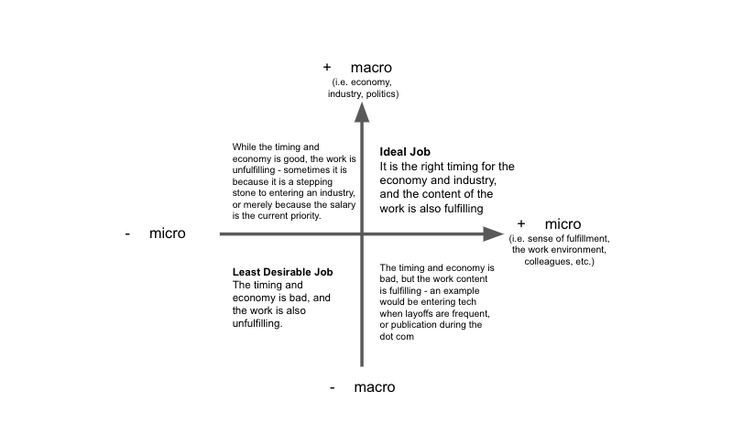 + macro
(i.e. economy,
industry, politics)
While the timing and
economy is good, the work is
unfulfilling - sometimes it is
because it is a stepping
stone to entering an industry,
or merely because the salary
is the current priority.
Ideal Job
It is the right timing for the
economy and industry,
and the content of the
work is also fulfilling
- micro
+ micro
(i.e. sense of fulfillment,
the work environment,
colleagues, etc.)
Least Desirable Job
The timing and
economy is bad, and
the work is also
unfulfilling.
The timing and economy is
bad, but the work content
is fulfilling - an example
would be entering tech
when layoffs are frequent,
or publication during the
dot com
- macro